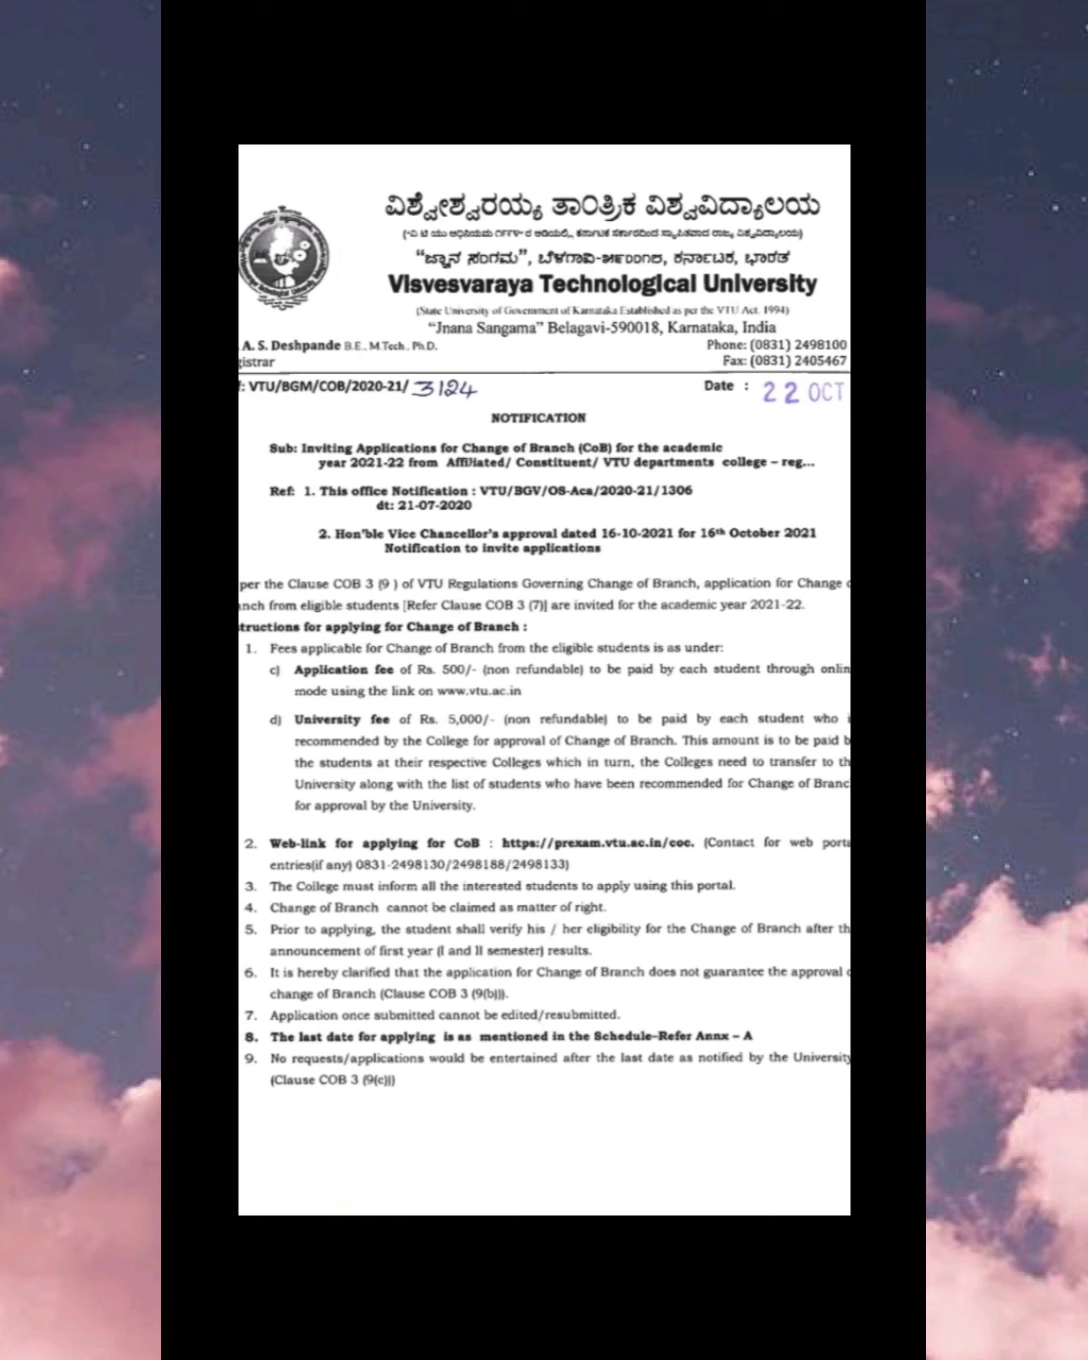 ವಿಶ್ವೇಶ್ವರಯ್ಯ ತಾಂತ್ರಿಕ ವಿಶ್ವವಿದ್ಯಾಲಯ
"ಜ್ಞಾನ ಸಂಗಮ", ಬೆಳಗಾವಿ-೫೯೦೦೧೮, ಕರ್ನಾಟಕ, ಭಾರತ
Visvesvaraya Technological University
(State University of Government of Karnataka Established as per the VTU Act, 1994)
"Jnana Sangama" Belagavi-590018, Karnataka, India
A. S. Deshpande B.E., M.Tech., Ph.D.
Phone: (0831) 2498100
gistrar
Fax: (0831) 2405467
: VTU/BGM/COB/2020-21/ 3124
Date : 22 OCT
NOTIFICATION
Sub: Inviting Applications for Change of Branch (CoB) for the academic
year 2021-22 from Affiliated/ Constituent/ VTU departments college – reg...
Ref: 1. This office Notification : VTU/BGV/OS-Aca/2020-21/1306
dt: 21-07-2020
2. Hon'ble Vice Chancellor's approval dated 16-10-2021 for 16th October 2021
Notification to invite applications
per the Clause COB 3 (9 ) of VTU Regulations Governing Change of Branch, application for Change
nch from eligible students [Refer Clause COB 3 (7)] are invited for the academic year 2021-22.
tructions for applying for Change of Branch :
1. Fees applicable for Change of Branch from the eligible students is as under:
c) Application fee of Rs. 500/- (non refundable) to be paid by each student through onlin
mode using the link on www.vtu.ac.in
d) University fee of Rs. 5,000/- (non refundable) to be paid by each student who
recommended by the College for approval of Change of Branch. This amount is to be paid b
the students at their respective Colleges which in turn, the Colleges need to transfer to th
University along with the list of students who have been recommended for Change of Branc
for approval by the University.
2. Web-link for applying for CoB : https://prexam.vtu.ac.in/coc. (Contact for web porta
entries(if any) 0831-2498130/2498188/2498133)
3. The College must inform all the interested students to apply using this portal.
4. Change of Branch cannot be claimed as matter of right.
5. Prior to applying, the student shall verify his / her eligibility for the Change of Branch after th
announcement of first year (I and II semester) results.
6. It is hereby clarified that the application for Change of Branch does not guarantee the approval
change of Branch (Clause COB 3 (9(b))).
7. Application once submitted cannot be edited/resubmitted.
8. The last date for applying is as mentioned in the Schedule–Refer Annx – A
9. No requests/applications would be entertained after the last date as notified by the University
(Clause COB 3 (9(c)))